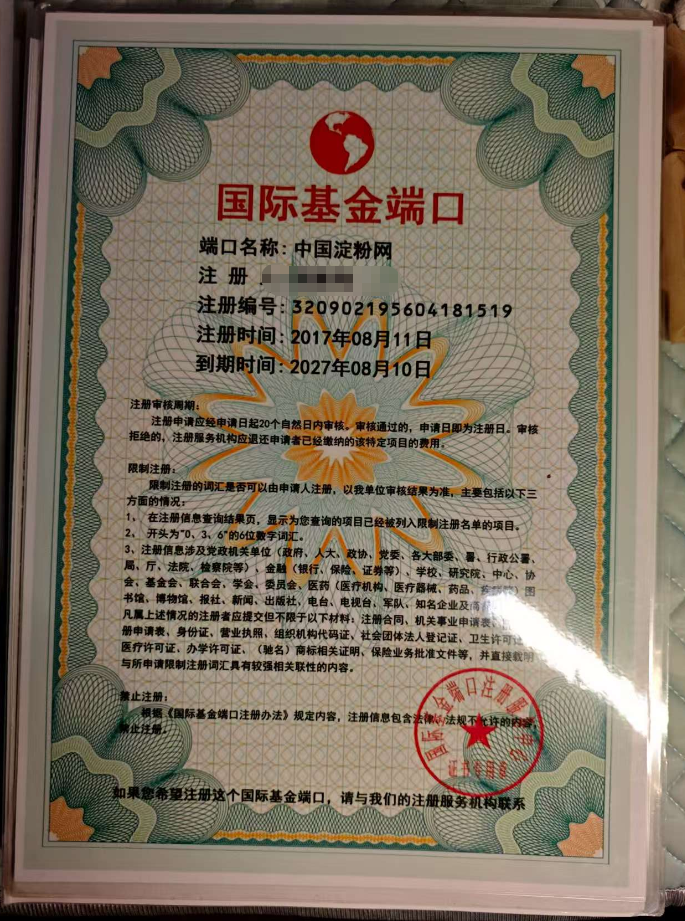 国际基金端口
端口名称：中国淀粉网
注 册
注册编号：320902195604181519
注册时间：2017年08月11日
到期时间：2027年08月10日
注册审核周期：
注册申请应经申请日起20个自然日内审核。审核通过的，申请日即为注册日。审核
拒绝的，注册服务机构应退还申请者已经缴纳的该特定项目的费用。
限制注册：
限制注册的词汇是否可以由申请人注册，以我单位审核结果为准，主要包括以下三
方面的情况：
1、 在注册信息查询结果页，显示为您查询的项目已经被列入限制注册名单的项目。
2、 开头为"0、3、6"的6位数字词汇。
3、注册信息涉及党政机关单位（政府、人大、政协、党委、各大部委、署、行政公署、
局、厅、法院、检察院等）、金融（银行、保险、证券等）、学校、研究院、中心、协
会、基金会、联合会、学会、委员会、医药（医疗机构、医疗器械、药品、）图
书馆、博物馆、报社、新闻、出版社、电台、电视台、军队、知名企业及
凡属上述情况的注册者应提交但不限于以下材料：注册合同、机关事业申请表、
册申请表、身份证、营业执照、组织机构代码证、社会团体法人登记证、卫生许可证
医疗许可证、办学许可证、（驰名）商标相关证明、保险业务批准文件等，并直接载明
与所申请限制注册词汇具有较强相关联性的内容。
禁止注册：
根据《国际基金端口注册办法》规定内容，注册信息包含法律、法规不允许的内容，
禁止注册。
国际基金端口注册服务中心
证书专用章
如果您希望注册这个国际基金端口，请与我们的注册服务机构联系